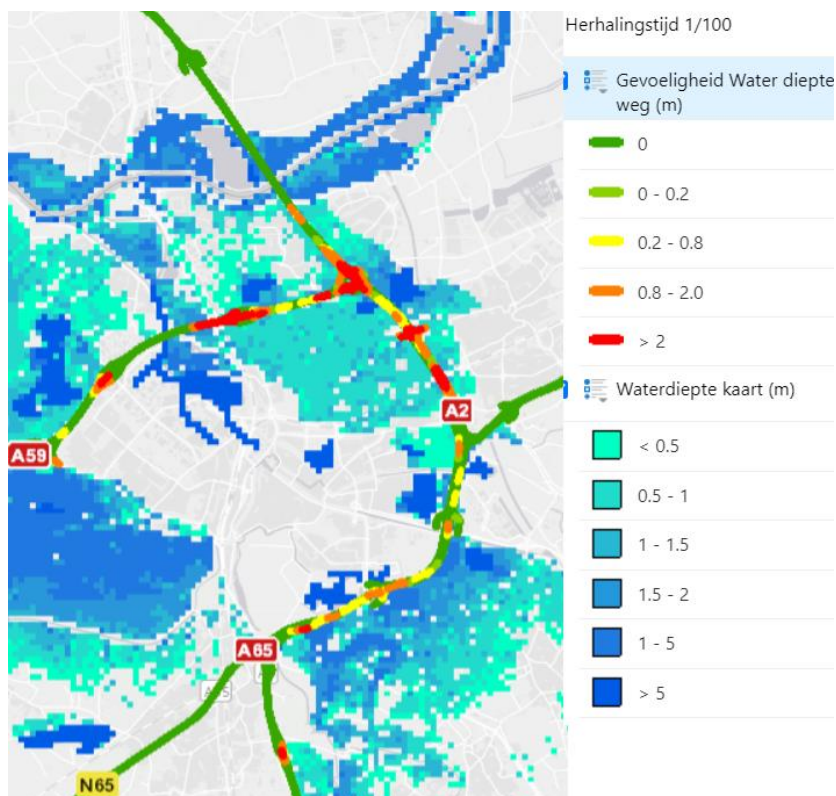 Herhalingstijd 1/100
Gevoeligheid Water diepte
weg (m)
0
0 - 0.2
0.2 - 0.8
0.8 - 2.0
> 2
Waterdiepte kaart (m)
< 0.5
0.5 - 1
1 - 1.5
1.5 - 2
1 - 5
> 5
A2
A59
A65
N65